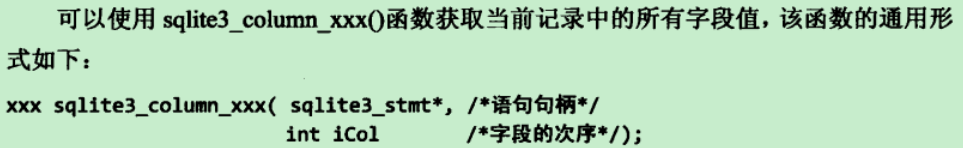 可以使用 sqlite3_column_xxx()函数获取当前记录中的所有字段值，该函数的通用形
式如下：
xxx sqlite3_column_xxx( sqlite3_stmt*, /*语句句柄*/
int iCol /*字段的次序*/);